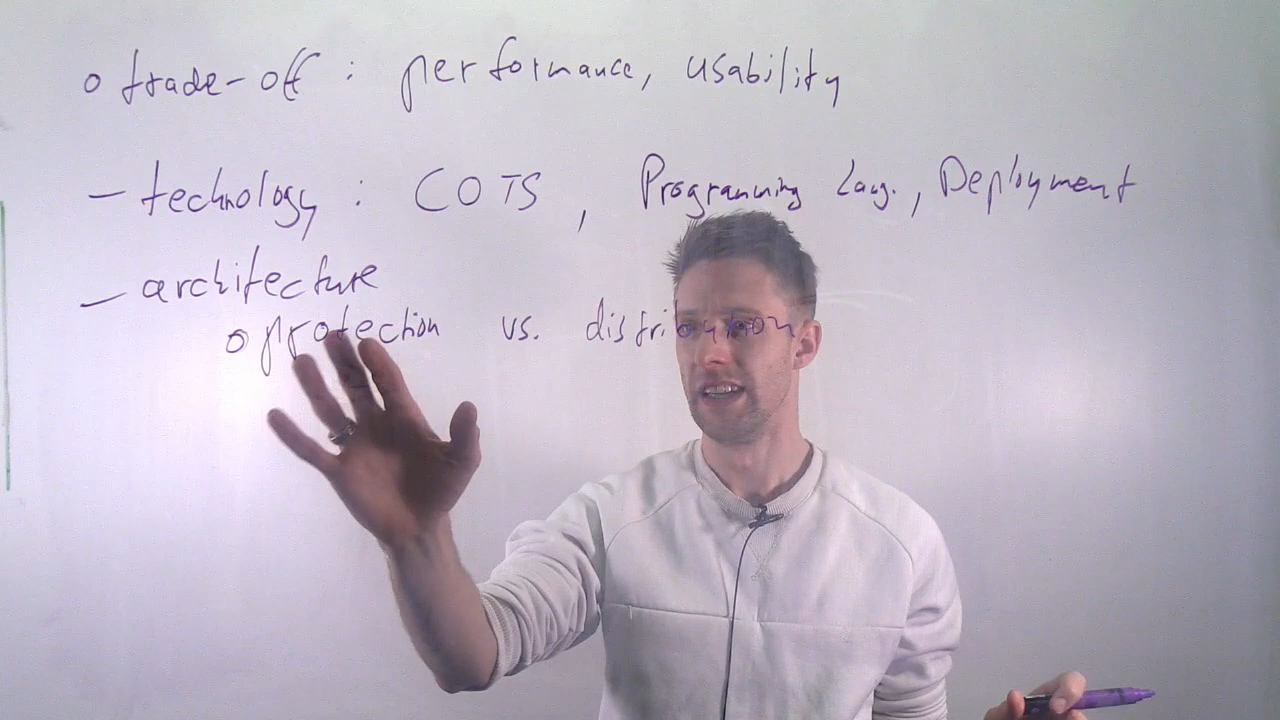 o trade-off : performance, usability
- technology : COTS , Programming Lang. , Deployment
- architecture
o protection vs. distribution